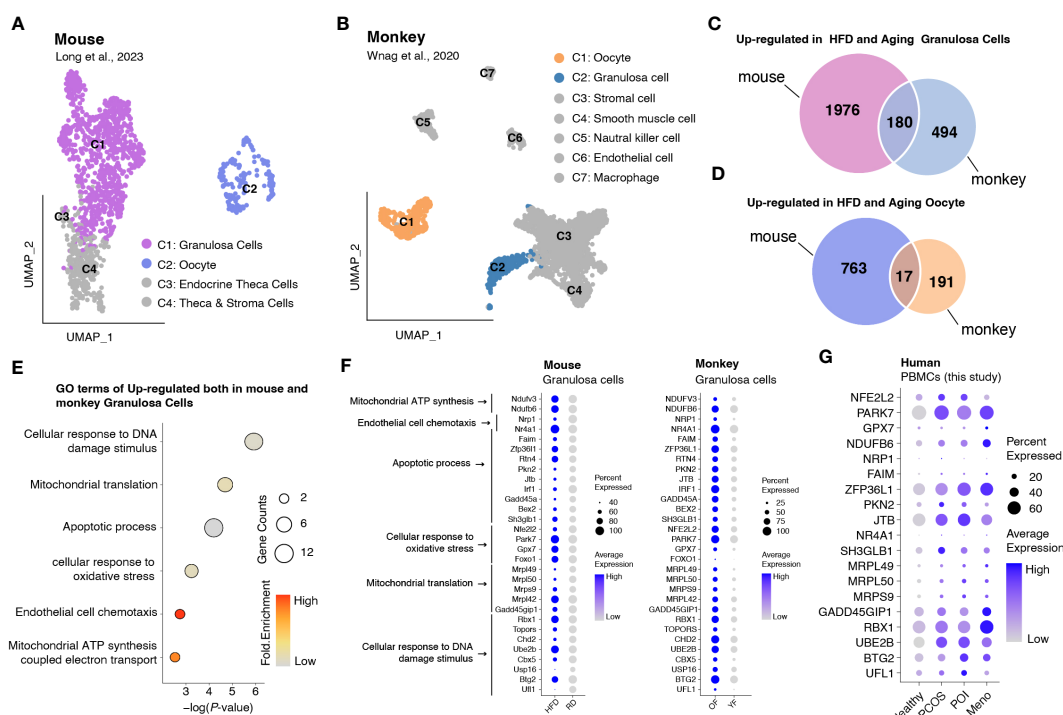 A
Mouse
Long et al., 2023
C1
C2
C3
C4
C1: Granulosa Cells
C2: Oocyte
C3: Endocrine Theca Cells
C4: Theca & Stroma Cells
UMAP_2
UMAP_1
B
Monkey
Wnag et al., 2020
C7
C5
C6
C1
C3
C2
C4
C1: Oocyte
C2: Granulosa cell
C3: Stromal cell
C4: Smooth muscle cell
C5: Nautral killer cell
C6: Endothelial cell
C7: Macrophage
UMAP_2
UMAP_1
C
Up-regulated in HFD and Aging Granulosa Cells
mouse
1976
180
494
monkey
D
Up-regulated in HFD and Aging Oocyte
mouse
763
17
191
monkey
E
GO terms of Up-regulated both in mouse and
monkey Granulosa Cells
Cellular response to DNA
damage stimulus
Mitochondrial translation
Apoptotic process
cellular response to
oxidative stress
Endothelial cell chemotaxis
Mitochondrial ATP synthesis
coupled electron transport
3
4
5
6
−log(P-value)
Gene Counts
2
6
12
Fold.Enrichment
High
Low
F
Mouse
Granulosa cells
Mitochondrial ATP synthesis →
Endothelial cell chemotaxis →
Apoptotic process →
Cellular response to →
oxidative stress
Mitochondrial translation →
Cellular response to DNA →
damage stimulus
Ndufv3
Ndufb6
Nrp1
Nr4a1
Faim
Zfp36l1
Rtn4
Pkn2
Jtb
Irf1
Gadd45a
Bex2
Sh3glb1
Nfe2l2
Park7
Gpx7
Foxo1
Mrpl49
Mrpl50
Mrps9
Mrpl42
Gadd45gip1
Rbx1
Topors
Chd2
Ube2b
Cbx5
Usp16
Btg2
Ufl1
HFD
RD
Percent
Expressed
40
60
80
100
Average
Expression
High
Low
Monkey
Granulosa cells
NDUFV3
NDUFB6
NRP1
NR4A1
FAIM
ZFP36L1
RTN4
PKN2
JTB
IRF1
GADD45A
BEX2
SH3GLB1
NFE2L2
PARK7
GPX7
FOXO1
MRPL49
MRPL50
MRPS9
MRPL42
GADD45GIP1
RBX1
TOPORS
CHD2
UBE2B
CBX5
USP16
BTG2
UFL1
OF
YF
Percent
Expressed
25
50
75
100
Average
Expression
High
Low
G
Human
PBMCs (this study)
NFE2L2
PARK7
GPX7
NDUFB6
NRP1
FAIM
ZFP36L1
PKN2
JTB
NR4A1
SH3GLB1
MRPL49
MRPL50
MRPS9
GADD45GIP1
RBX1
UBE2B
BTG2
UFL1
PCOS
POI
Meno
Percent
Expressed
20
40
60
Average
Expression
High
Low